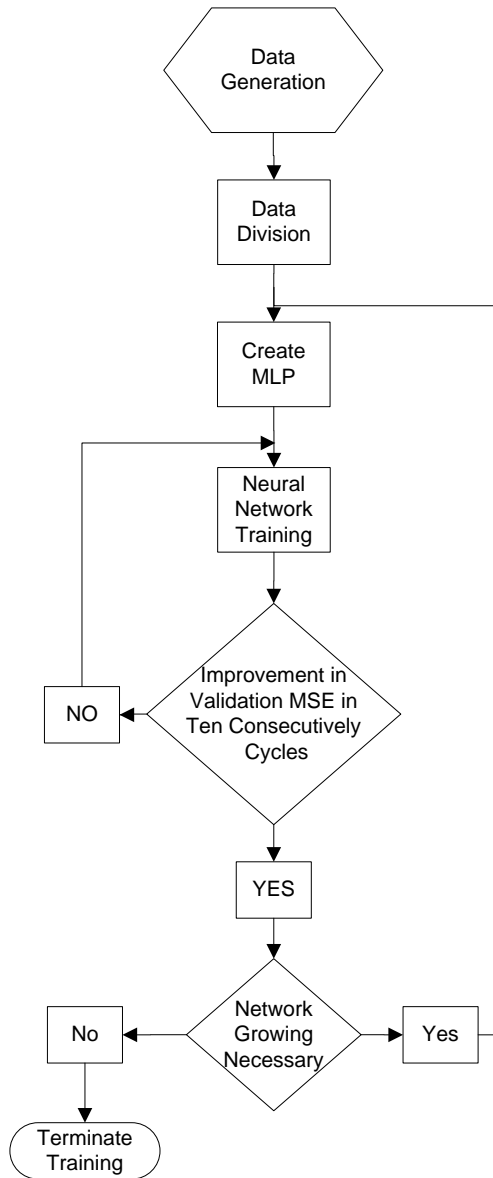 Data
Generation
Data
Division
Create
MLP
Neural
Network
Training
Improvement in
Validation MSE in
Ten Consecutively
Cycles
NO
YES
Network
Growing
Necessary
No
Yes
Terminate
Training